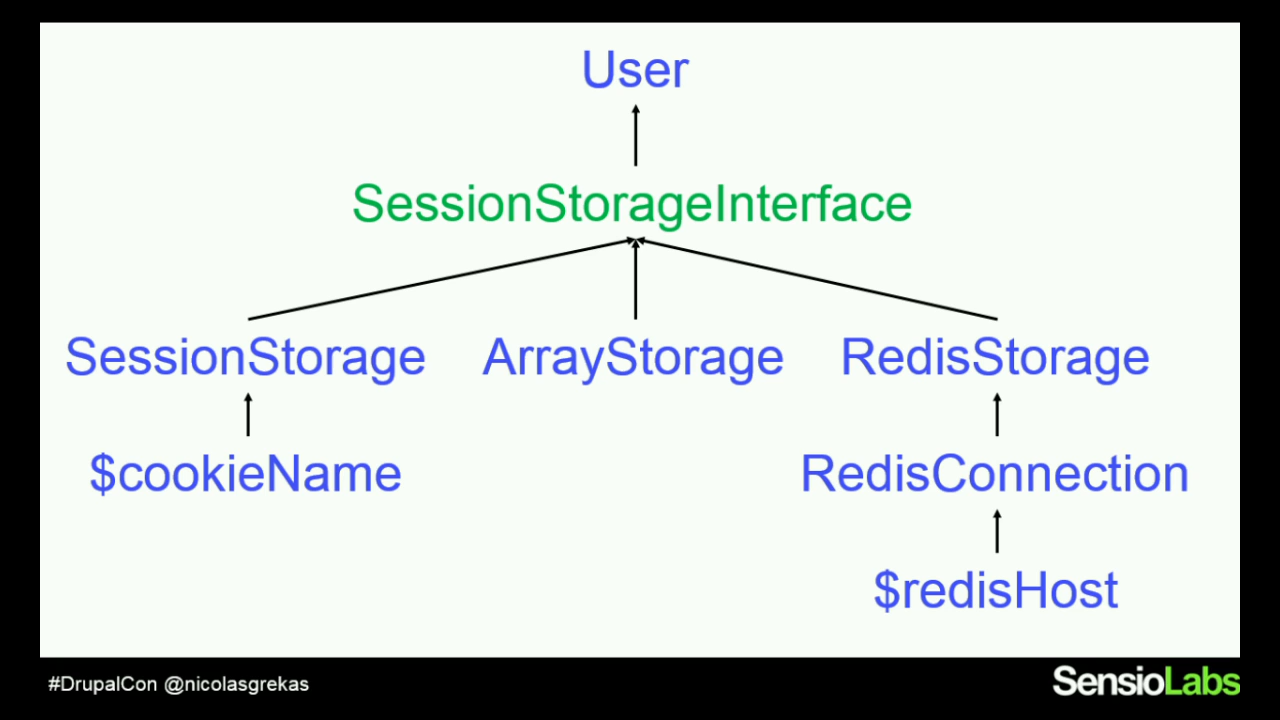 User
SessionStorageInterface
SessionStorage ArrayStorage RedisStorage
$cookieName RedisConnection
$redisHost
#DrupalCon @nicolasgrekas SensioLabs